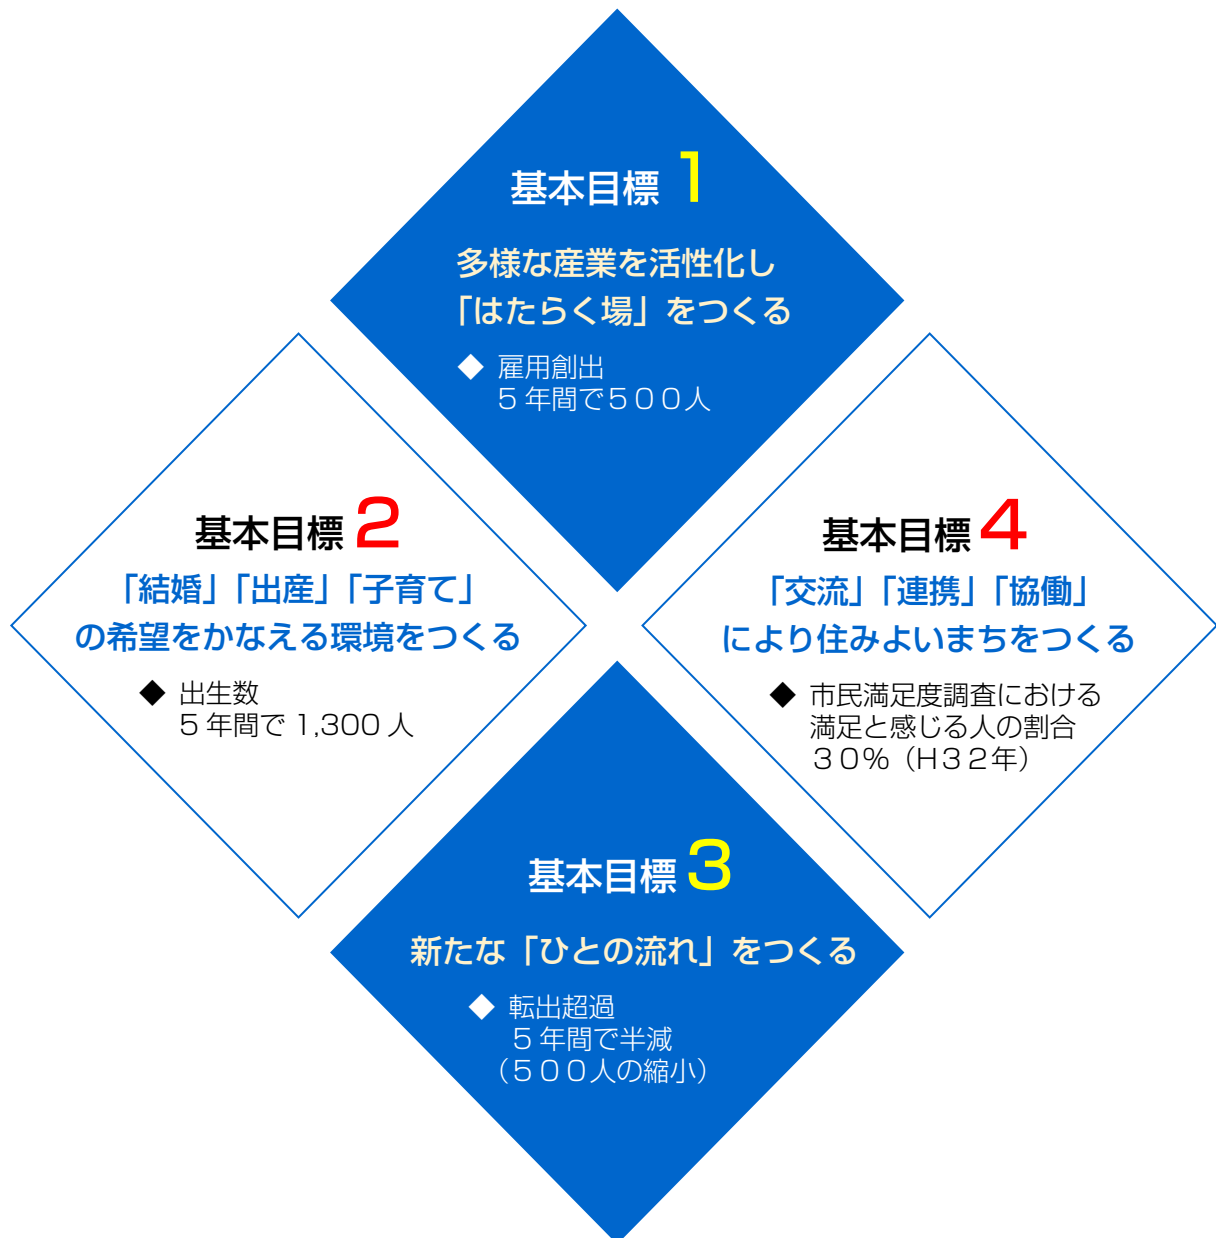 基本目標 1
多様な産業を活性化し
「はたらく場」をつくる
◆ 雇用創出
５年間で５００人
基本目標 2
「結婚」「出産」「子育て」
の希望をかなえる環境をつくる
◆ 出生数
５年間で 1,300 人
基本目標 3
新たな「ひとの流れ」をつくる
◆ 転出超過
５年間で半減
（５００人の縮小）
基本目標 4
「交流」「連携」「協働」
により住みよいまちをつくる
◆ 市民満足度調査における
満足と感じる人の割合
３０％（Ｈ３２年）